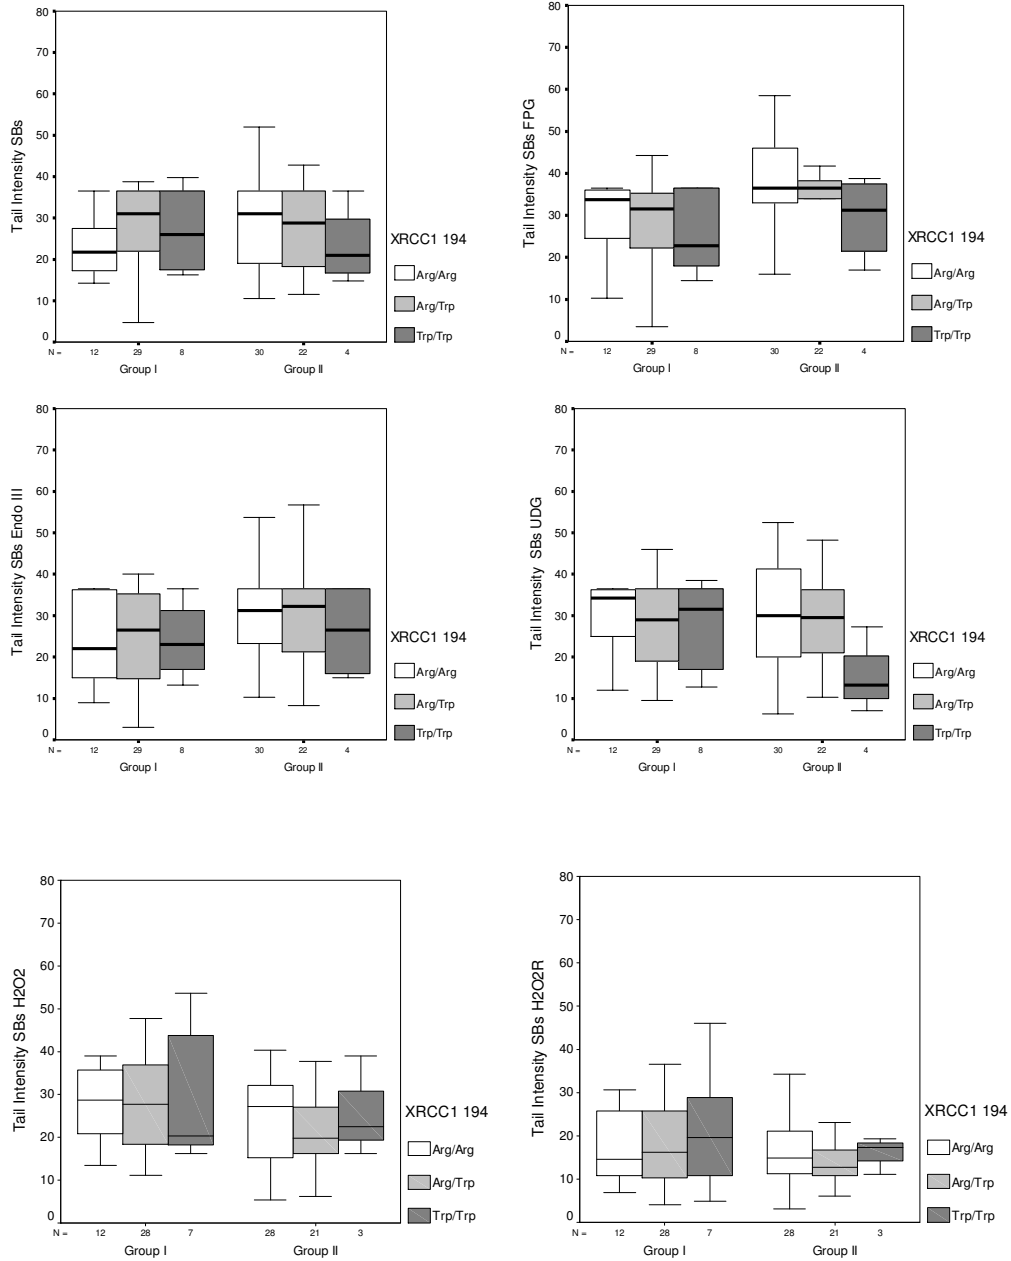 80
70
60
50
40
30
20
10
0
Tail Intensity SBs
N = 12 29 8 30 22 4
Group I Group II
XRCC1 194
Arg/Arg
Arg/Trp
Trp/Trp
80
70
60
50
40
30
20
10
0
Tail Intensity SBs FPG
N = 12 29 8 30 22 4
Group I Group II
XRCC1 194
Arg/Arg
Arg/Trp
Trp/Trp
80
70
60
50
40
30
20
10
0
Tail Intensity SBs Endo III
N = 12 29 8 30 22 4
Group I Group II
XRCC1 194
Arg/Arg
Arg/Trp
Trp/Trp
80
70
60
50
40
30
20
10
0
Tail Intensity SBs UDG
N = 12 29 8 30 22 4
Group I Group II
XRCC1 194
Arg/Arg
Arg/Trp
Trp/Trp
80
70
60
50
40
30
20
10
0
Tail Intensity SBs H2O2
N = 12 28 7 28 21 3
Group I Group II
XRCC1 194
Arg/Arg
Arg/Trp
Trp/Trp
80
70
60
50
40
30
20
10
0
Tail Intensity SBs H2O2R
N = 12 28 7 28 21 3
Group I Group II
XRCC1 194
Arg/Arg
Arg/Trp
Trp/Trp